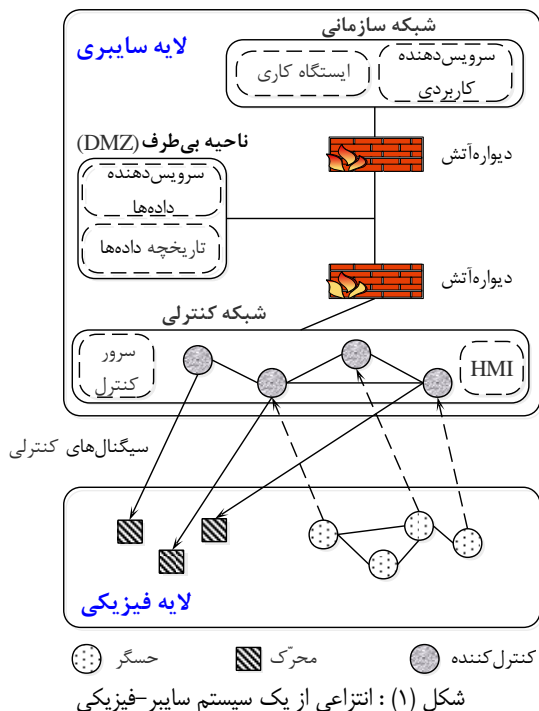 شبکه سازمانی
لایه سایبری
سرویس‌دهنده
کاربردی
ایستگاه کاری
دیواره‌آتش
ناحیه بی‌طرف (DMZ)
سرویس‌دهنده
داده‌ها
تاریخچه داده‌ها
دیواره‌آتش
شبکه کنترلی
HMI
سرور
کنترل
سیگنال‌های کنترلی
لایه فیزیکی
کنترل‌کننده
محرّک
حسگر
شکل (۱) : انتزاعی از یک سیستم سایبر-فیزیکی